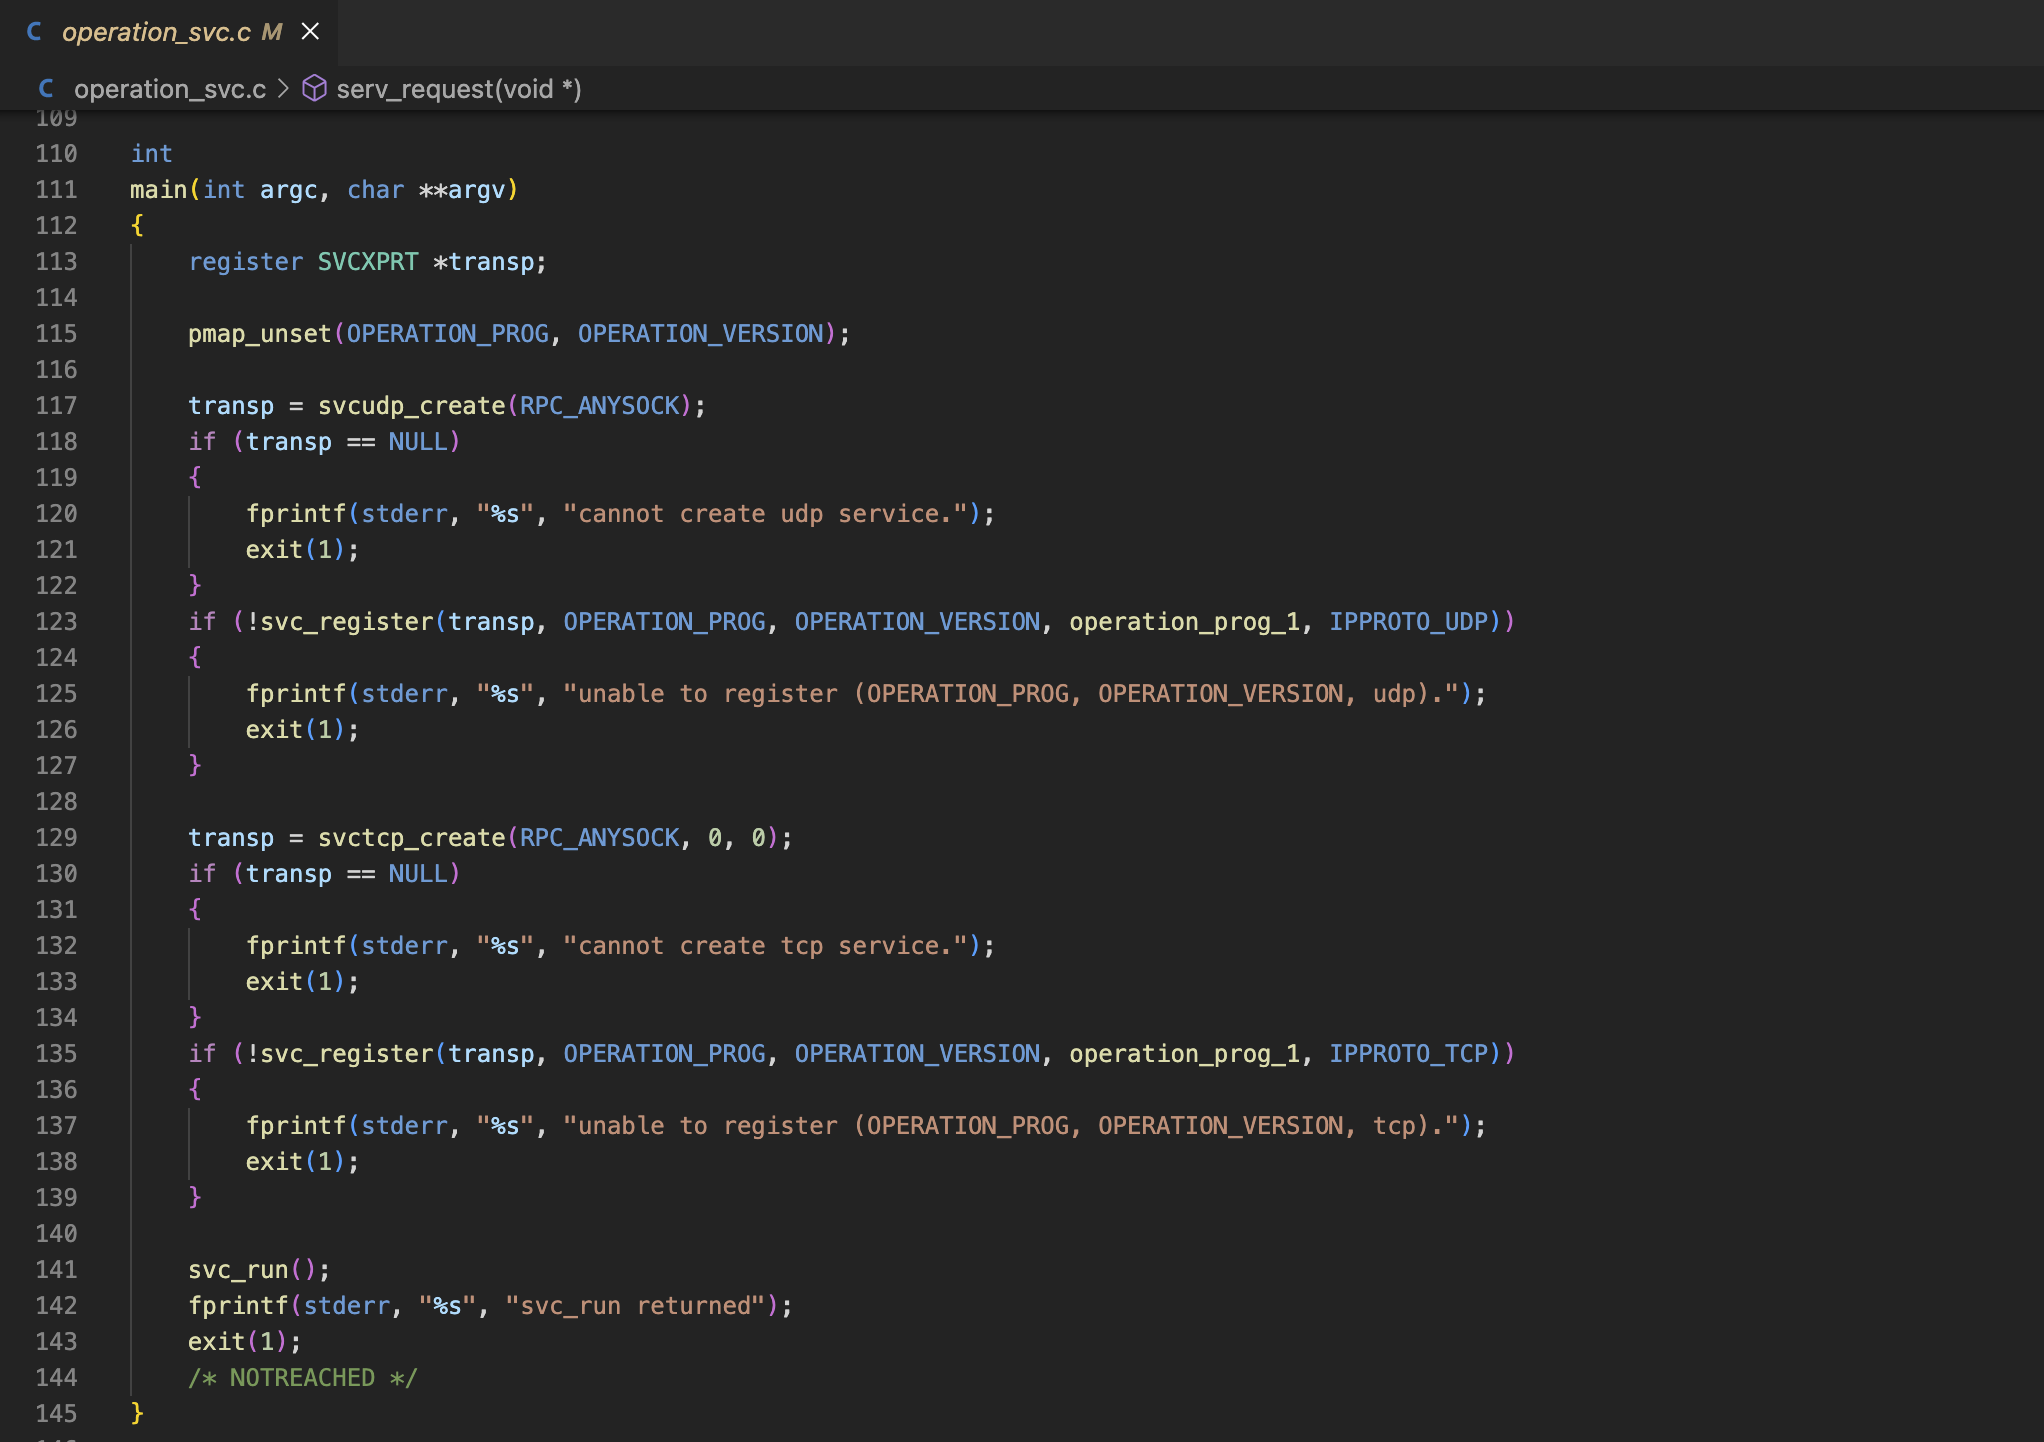 operation_svc.c M
operation_svc.c > serv_request(void *)
109
110 int
111 main(int argc, char **argv)
112 {
113 register SVCXPRT *transp;
114
115 pmap_unset(OPERATION_PROG, OPERATION_VERSION);
116
117 transp = svcudp_create(RPC_ANYSOCK);
118 if (transp == NULL)
119 {
120 fprintf(stderr, "%s", "cannot create udp service.");
121 exit(1);
122 }
123 if (!svc_register(transp, OPERATION_PROG, OPERATION_VERSION, operation_prog_1, IPPROTO_UDP))
124 {
125 fprintf(stderr, "%s", "unable to register (OPERATION_PROG, OPERATION_VERSION, udp).");
126 exit(1);
127 }
128
129 transp = svctcp_create(RPC_ANYSOCK, 0, 0);
130 if (transp == NULL)
131 {
132 fprintf(stderr, "%s", "cannot create tcp service.");
133 exit(1);
134 }
135 if (!svc_register(transp, OPERATION_PROG, OPERATION_VERSION, operation_prog_1, IPPROTO_TCP))
136 {
137 fprintf(stderr, "%s", "unable to register (OPERATION_PROG, OPERATION_VERSION, tcp).");
138 exit(1);
139 }
140
141 svc_run();
142 fprintf(stderr, "%s", "svc_run returned");
143 exit(1);
144 /* NOTREACHED */
145 }